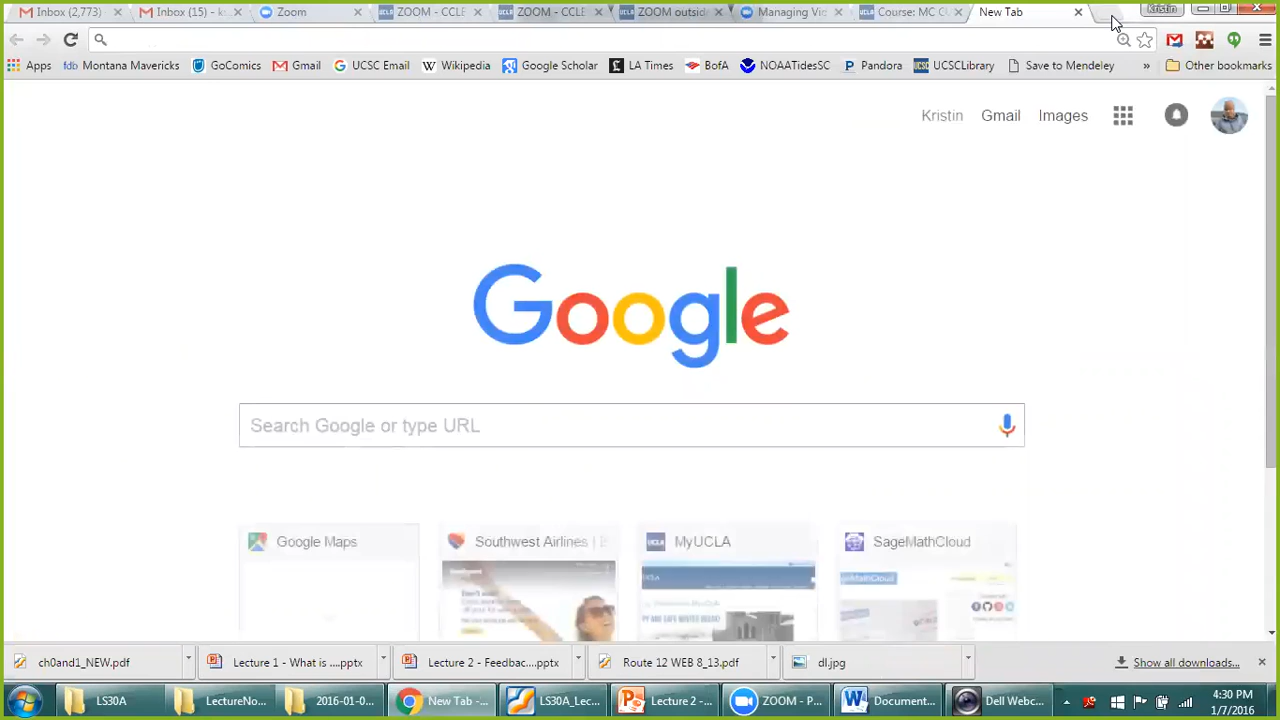 Inbox (2,773) Inbox (15) - ks Zoom ZOOM - CCLE ZOOM - CCLE ZOOM outsid Managing Vid Course: MC New Tab Kristin
Apps fdb Montana Mavericks GoComics Gmail UCSC Email Wikipedia Google Scholar LA Times BofA NOAATidesSC Pandora UCSCLibrary Save to Mendeley » Other bookmarks
Kristin Gmail Images
Google
Search Google or type URL
Google Maps Southwest Airlines | MyUCLA SageMathCloud
ch0and1_NEW.pdf Lecture 1 - What is ....pptx Lecture 2 - Feedbac....pptx Route 12 WEB 8_13.pdf dl.jpg Show all downloads...
LS30A LectureNo... 2016-01-0... New Tab -... LS30A_Lec... Lecture 2 -... ZOOM - P... Document... Dell Webc... 4:30 PM
1/7/2016